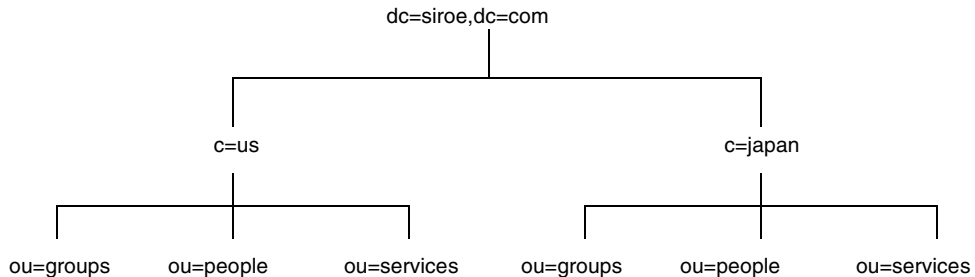 dc=siroe,dc=com
c=us
c=japan
ou=groups
ou=people
ou=services
ou=groups
ou=people
ou=services